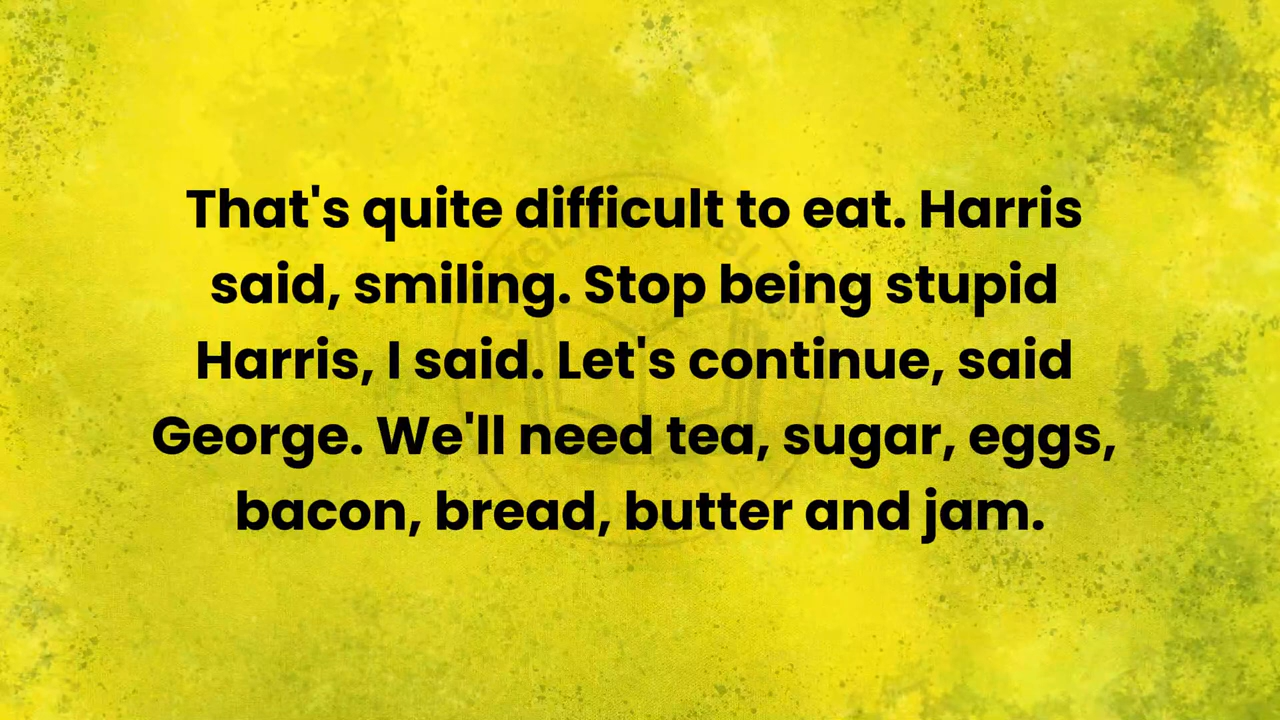 That's quite difficult to eat. Harris
said, smiling. Stop being stupid
Harris, I said. Let's continue, said
George. We'll need tea, sugar, eggs,
bacon, bread, butter and jam.